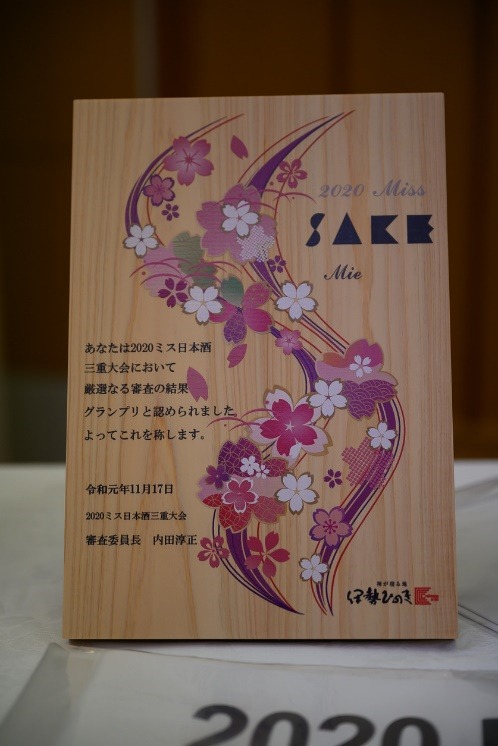 2020 Miss
SAKE
Mie
あなたは2020ミス日本酒
三重大会において
厳選なる審査の結果
グランプリと認められました
よってこれを称します。
令和元年11月17日
2020ミス日本酒三重大会
審査委員長 内田淳正
神が宿る薫
伊勢ひのき
2020